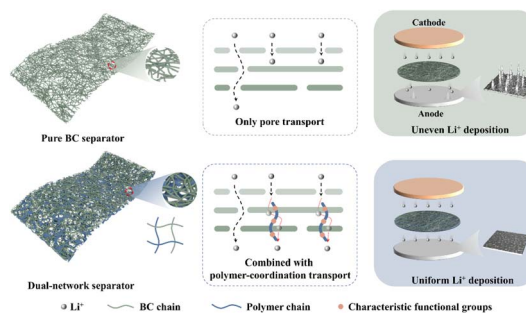 Cathode
Anode
Pure BC separator
Only pore transport
Uneven Li⁺ deposition
Dual-network separator
Combined with
polymer-coordination transport
Uniform Li⁺ deposition
Li⁺
BC chain
Polymer chain
Characteristic functional groups